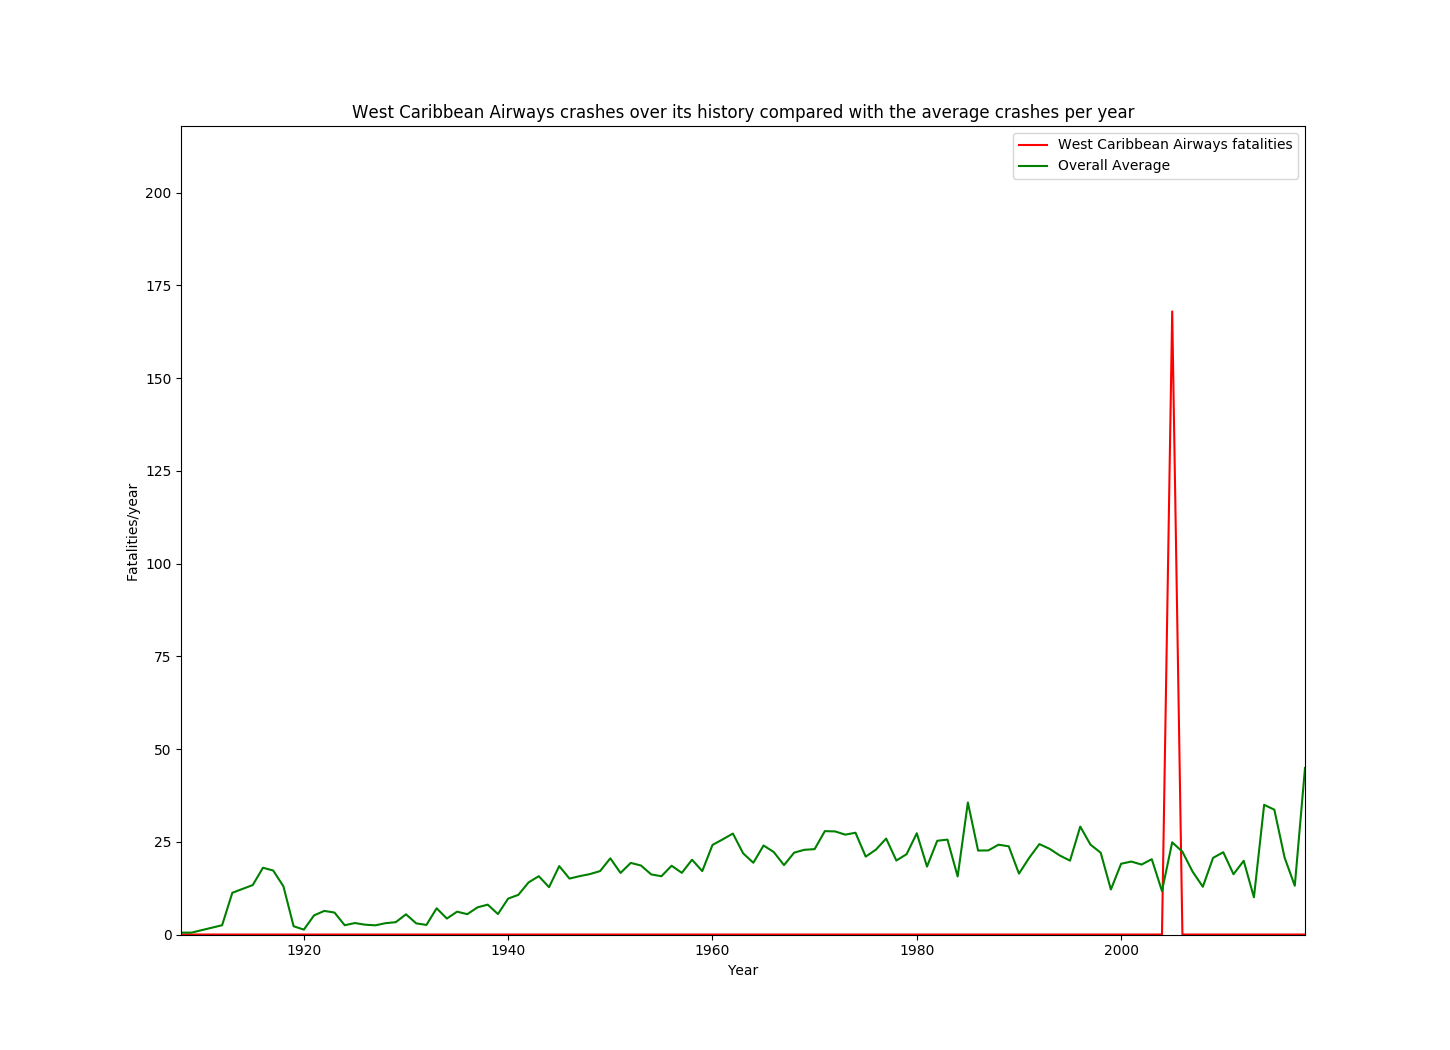 West Caribbean Airways crashes over its history compared with the average crashes per year
West Caribbean Airways fatalities
Overall Average
200
175
150
125
100
75
50
25
0
Fatalities/year
1920 1940 1960 1980 2000
Year